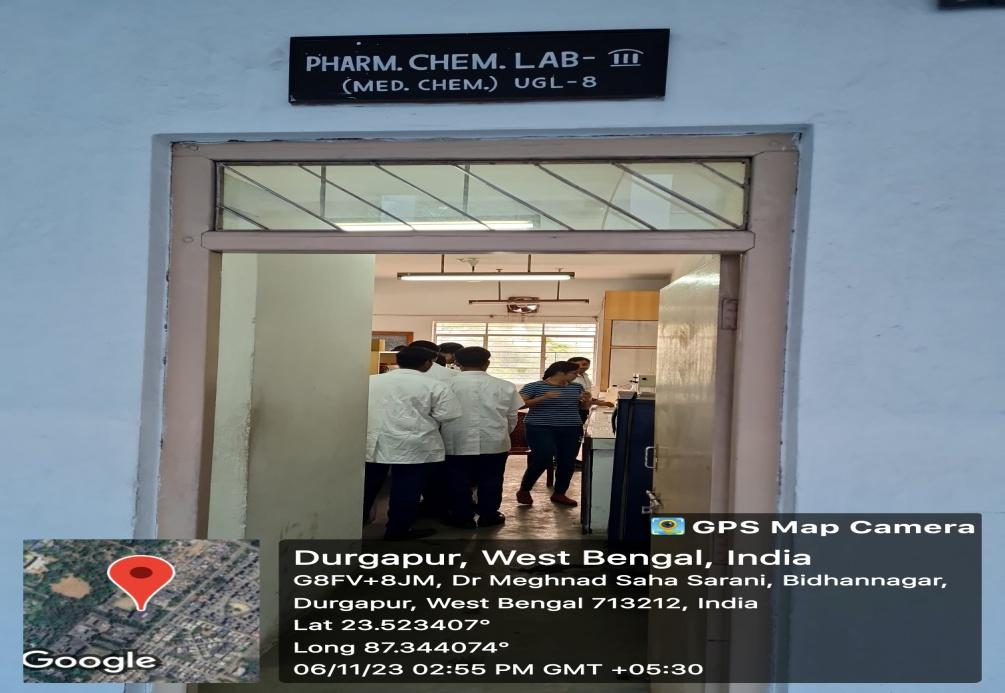 PHARM. CHEM. LAB- III
(MED. CHEM.) UGL-8
GPS Map Camera
Durgapur, West Bengal, India
G8FV+8JM, Dr Meghnad Saha Sarani, Bidhannagar,
Durgapur, West Bengal 713212, India
Lat 23.523407°
Long 87.344074°
06/11/23 02:55 PM GMT +05:30
Google